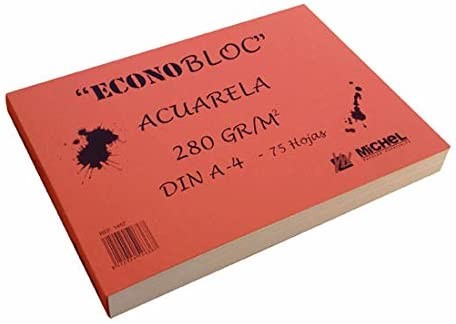 “ECONOBLOC”
ACUARELA
280 GR/M²
DIN A-4 - 75 Hojas
MICHEL